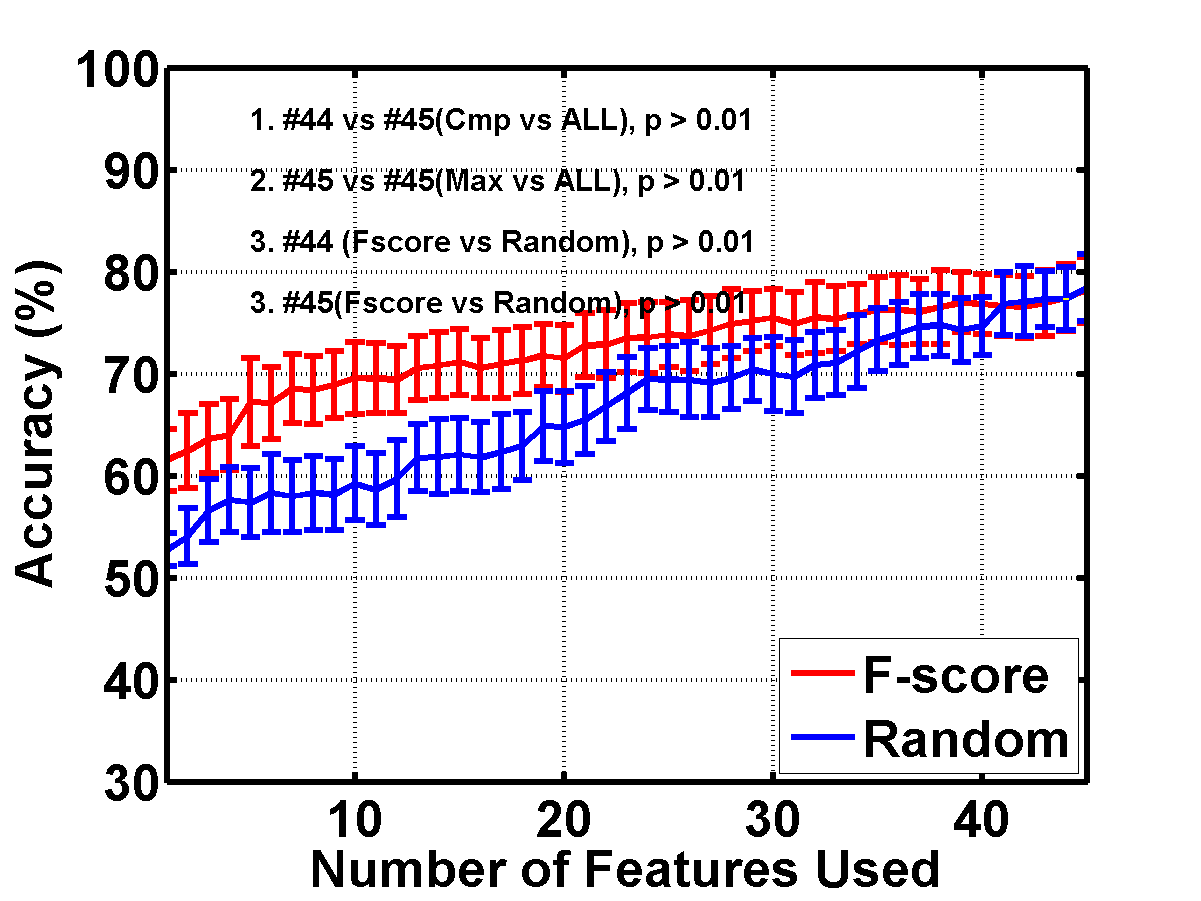 100
90
80
70
60
50
40
30
Accuracy (%)
1. #44 vs #45(Cmp vs ALL), p > 0.01
2. #45 vs #45(Max vs ALL), p > 0.01
3. #44 (Fscore vs Random), p > 0.01
3. #45(Fscore vs Random), p > 0.01
F-score
Random
10 20 30 40
Number of Features Used